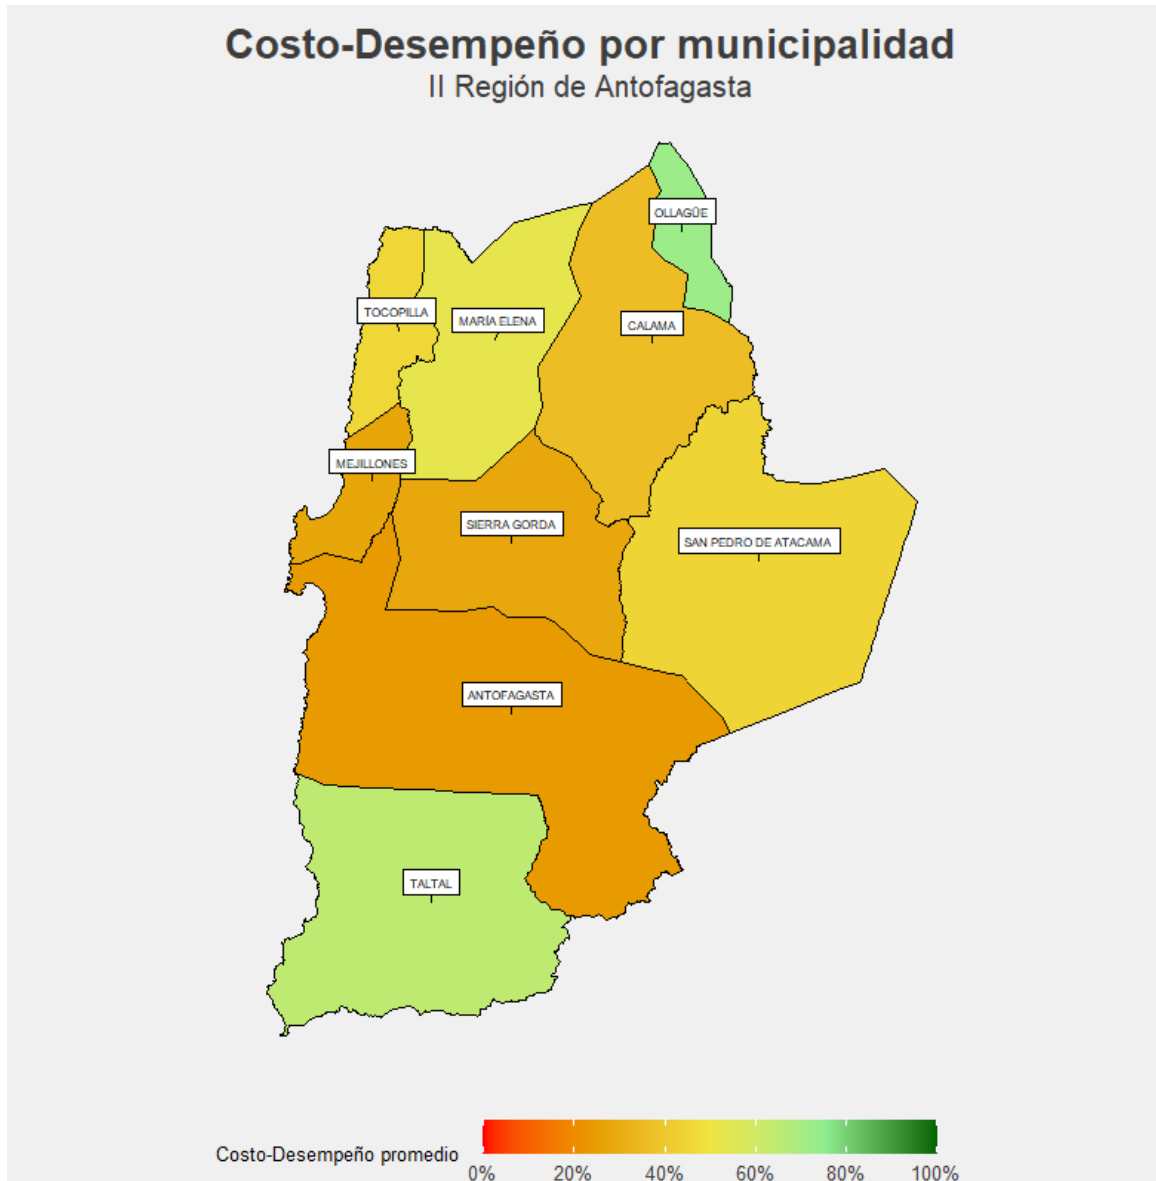 Costo-Desempeño por municipalidad
II Región de Antofagasta
OLLAGÜE
TOCOPILLA
MARÍA ELENA
CALAMA
MEJILLONES
SIERRA GORDA
SAN PEDRO DE ATACAMA
ANTOFAGASTA
TALTAL
Costo-Desempeño promedio
0% 20% 40% 60% 80% 100%